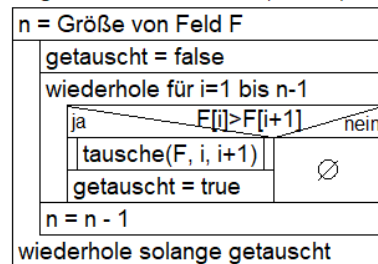 n = Größe von Feld F
getauscht = false
wiederhole für i=1 bis n-1
ja F[i]>F[i+1] nein
tausche(F, i, i+1) ∅
getauscht = true
n = n - 1
wiederhole solange getauscht